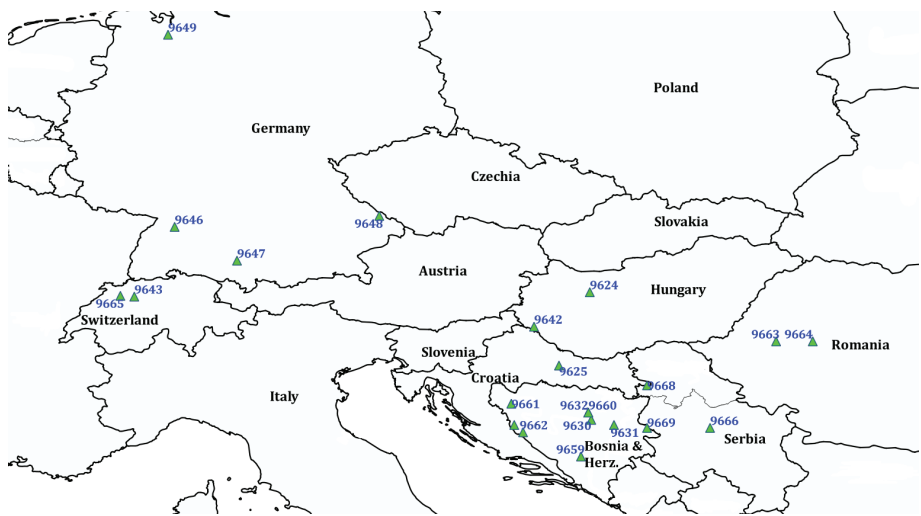 9649
Poland
Germany
Czechia
9646
9648
Slovakia
9647
Austria
9624
Hungary
9643
9665
Switzerland
9642
9663 9664
Romania
Slovenia
9625
Croatia
9668
Italy
9661
9632 9660
9662
9630
9631
9669
9666
Serbia
Bosnia &
Herz.
9659